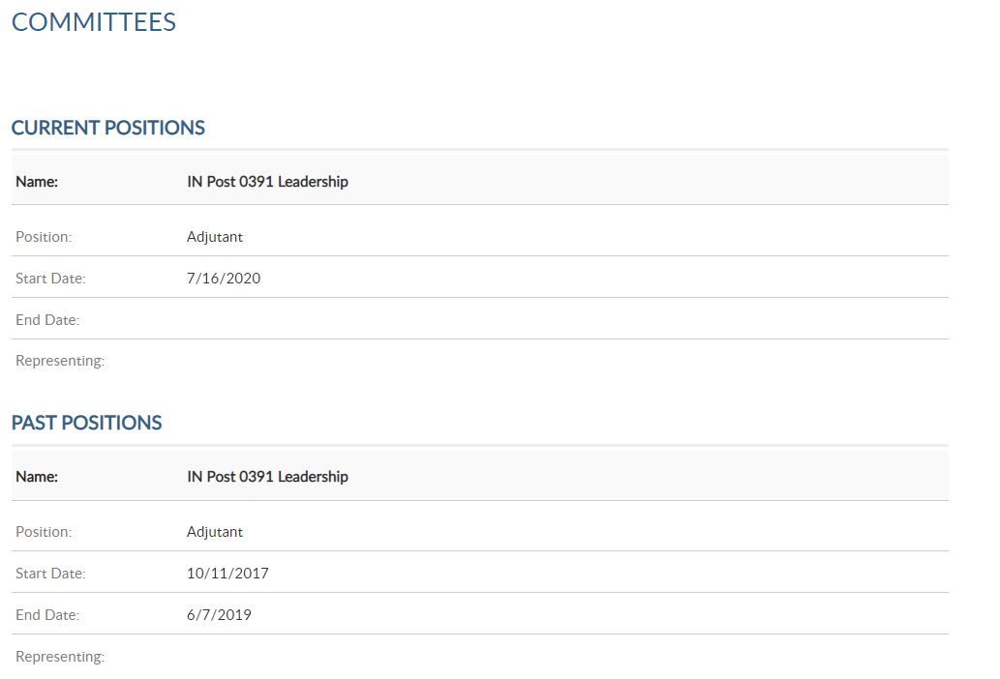 COMMITTEES
CURRENT POSITIONS
Name: IN Post 0391 Leadership
Position: Adjutant
Start Date: 7/16/2020
End Date:
Representing:
PAST POSITIONS
Name: IN Post 0391 Leadership
Position: Adjutant
Start Date: 10/11/2017
End Date: 6/7/2019
Representing: